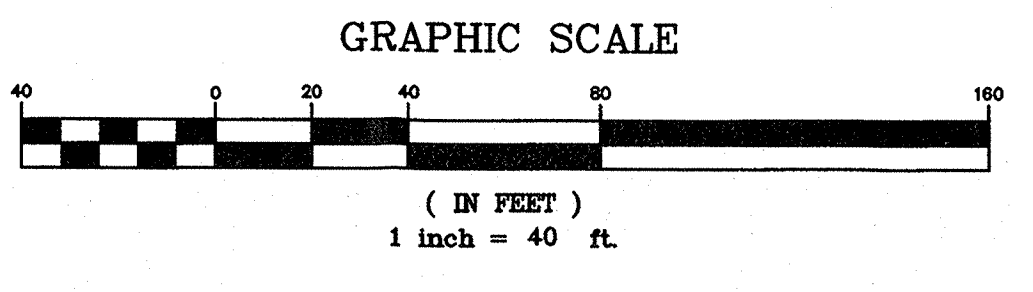 GRAPHIC SCALE
40 0 20 40 80 160
( IN FEET )
1 inch = 40 ft.